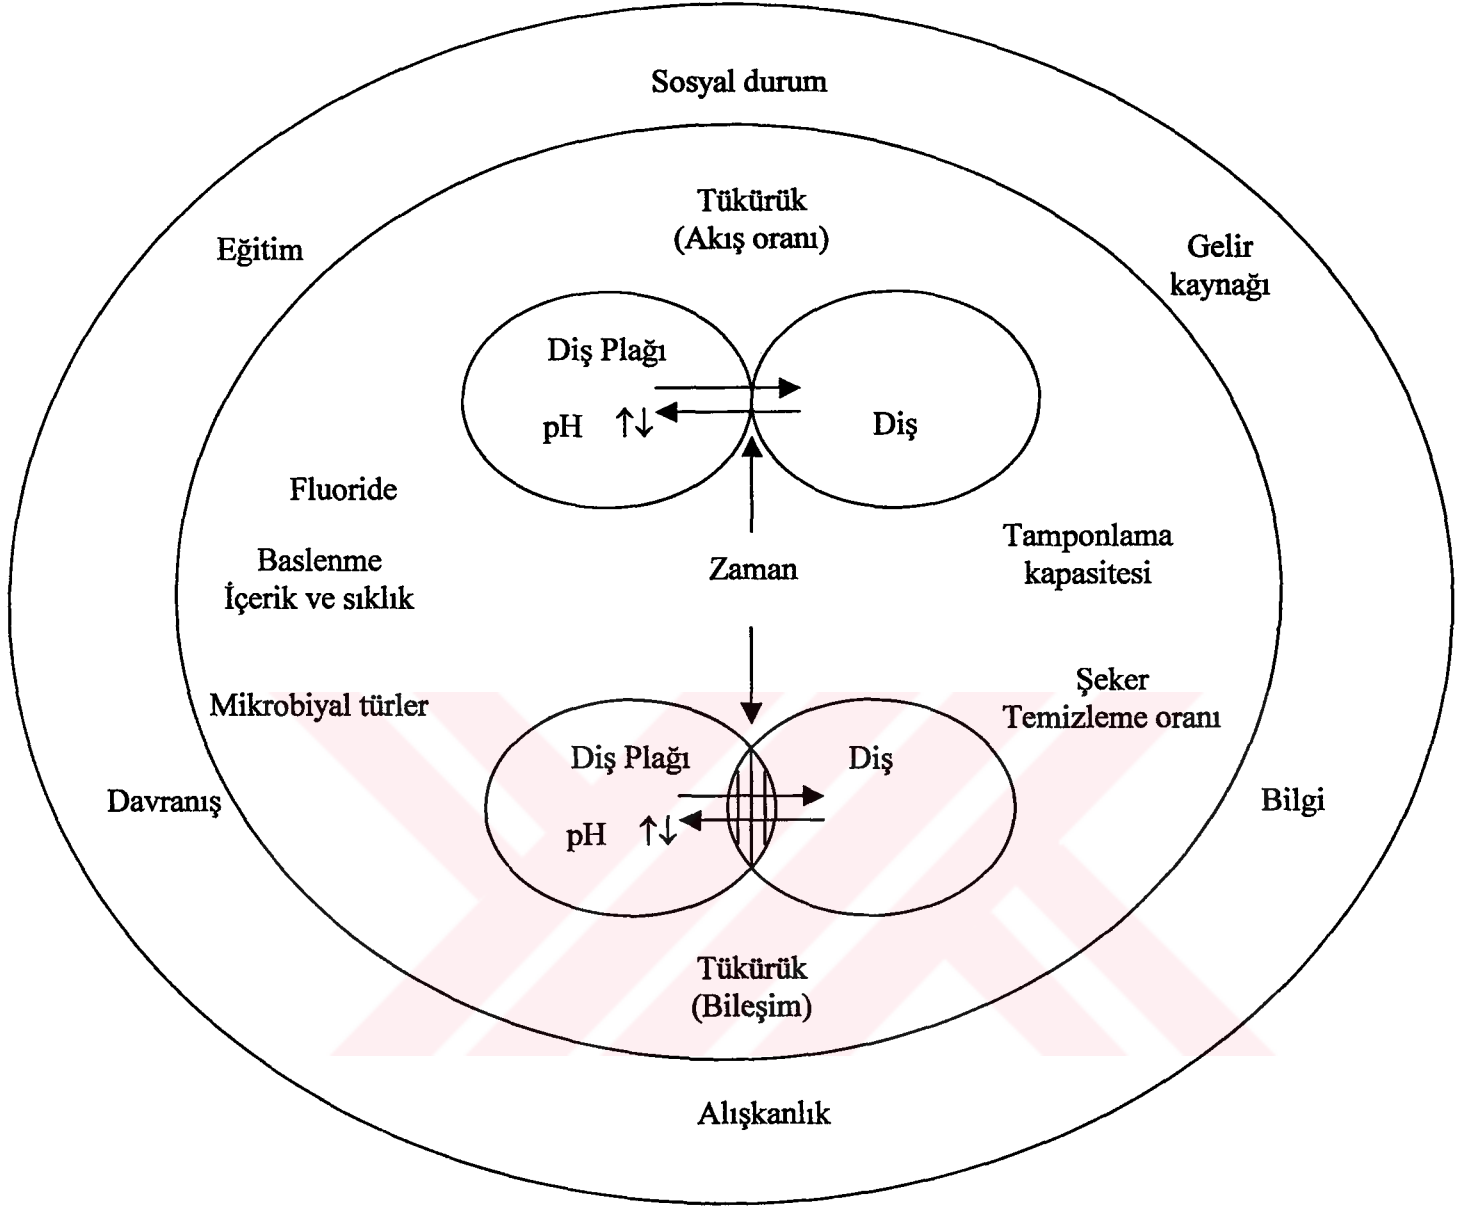 Sosyal durum
Tükürük
(Akış oranı)
Eğitim
Gelir
kaynağı
Diş Plağı
pH ↑↓
Diş
Fluoride
Baslenme
İçerik ve sıklık
Zaman
Tamponlama
kapasitesi
Mikrobiyal türler
Şeker
Temizleme oranı
Diş Plağı
Diş
pH ↑↓
Davranış
Bilgi
Tükürük
(Bileşim)
Alışkanlık